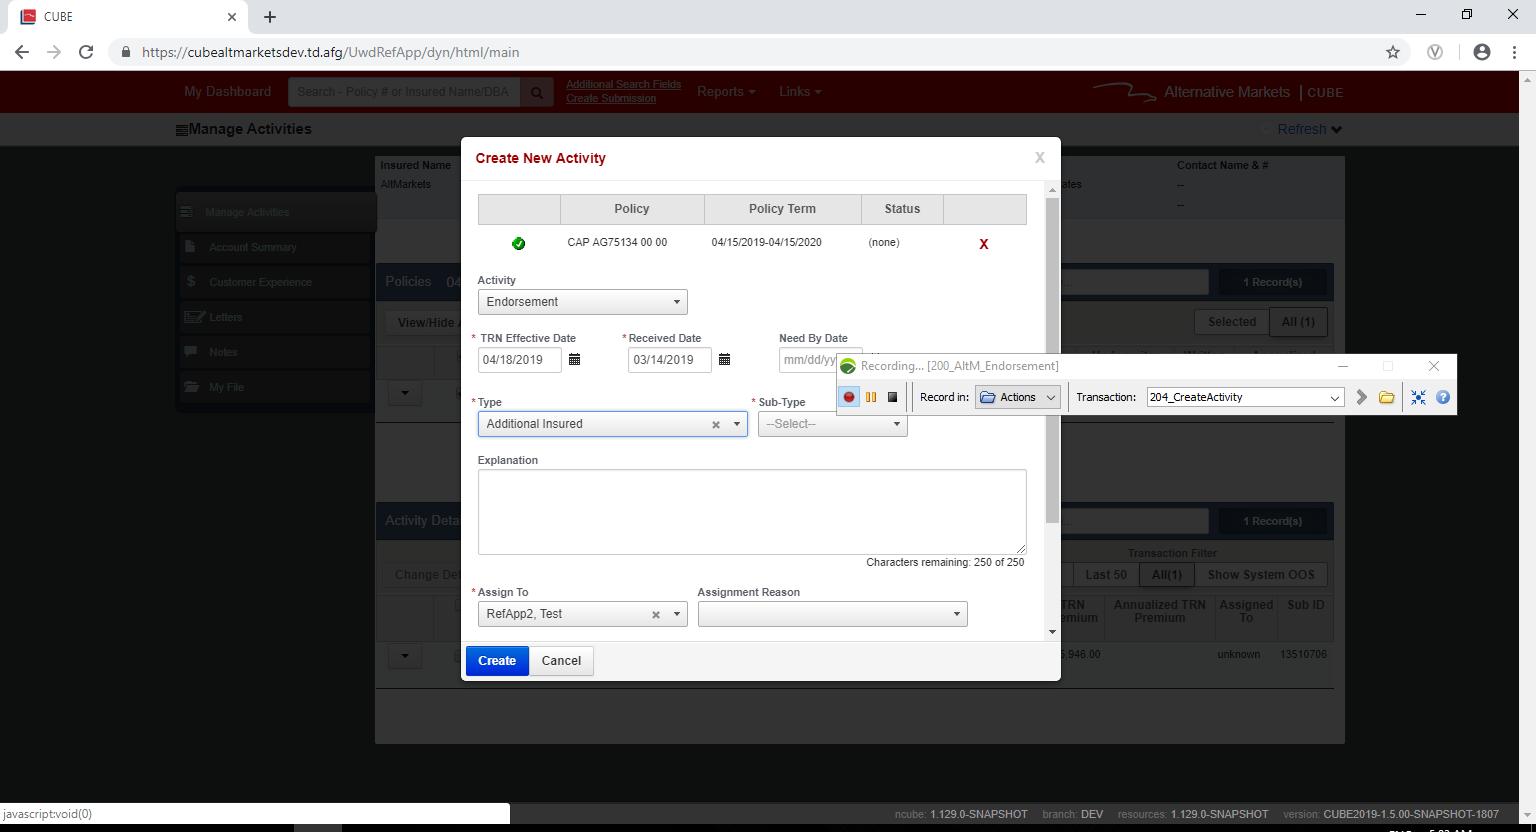 CUBE
https://cubealtmarketsdev.td.afg/UwdRefApp/dyn/html/main
My Dashboard
Search - Policy # or Insured Name/DBA
Additional Search Fields
Create Submission
Reports
Links
Alternative Markets | CUBE
Manage Activities
Refresh
Insured Name
AltMarkets
Contact Name & #
--
--
Manage Activities
Account Summary
Customer Experience
Letters
Notes
My File
Policies 04
1 Record(s)
View/Hide
Selected
All (1)
Create New Activity
X
Policy
Policy Term
Status
CAP AG75134 00 00
04/15/2019-04/15/2020
(none)
X
Activity
Endorsement
* TRN Effective Date
* Received Date
Need By Date
04/18/2019
03/14/2019
mm/dd/yy
Recording... [200_AltM_Endorsement]
Record in:
Actions
Transaction:
204_CreateActivity
* Type
* Sub-Type
Additional Insured
--Select--
Explanation
Characters remaining: 250 of 250
* Assign To
Assignment Reason
RefApp2, Test
Create
Cancel
Activity Deta
1 Record(s)
Transaction Filter
Change Det
Last 50
All(1)
Show System OOS
TRN
Premium
Annualized TRN
Premium
Assigned
To
Sub ID
5,946.00
unknown
13510706
javascript:void(0)
ncube: 1.129.0-SNAPSHOT
branch: DEV
resources: 1.129.0-SNAPSHOT
version: CUBE2019-1.5.00-SNAPSHOT-1807